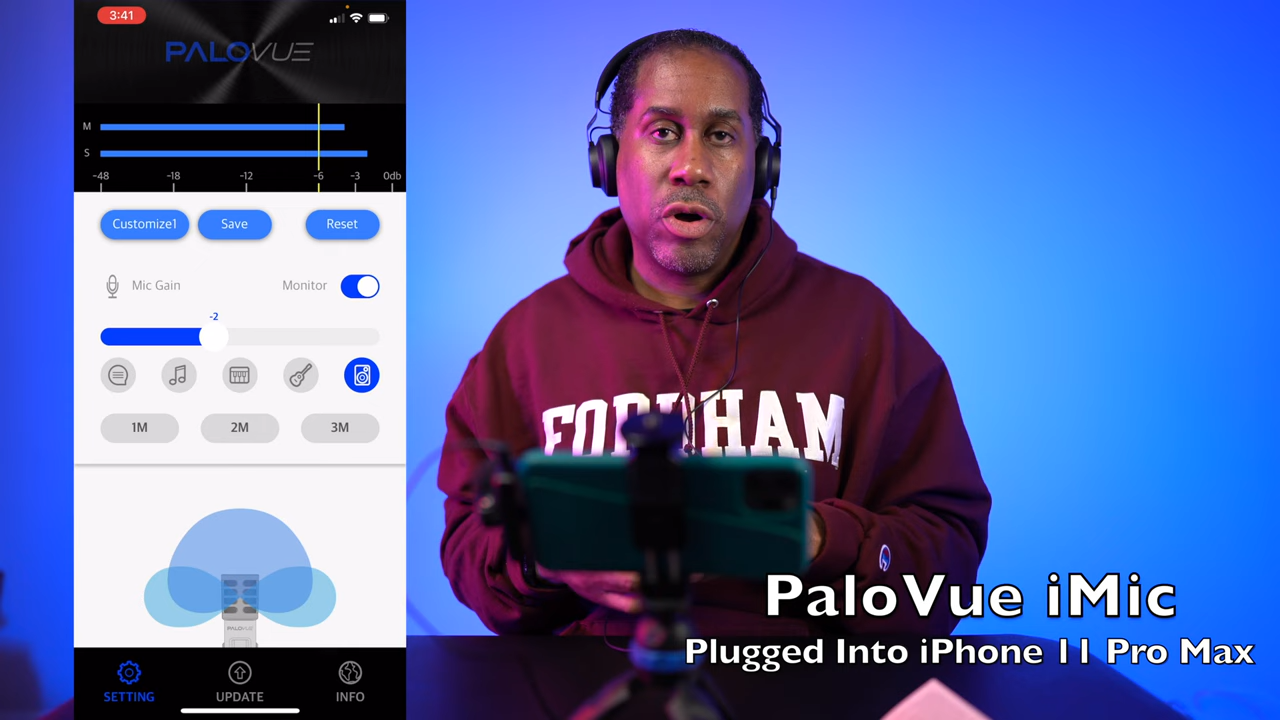 3:41
PALOVUE
M
S
-48 -18 -12 -6 -3 0db
Customize1 Save Reset
Mic Gain Monitor
-2
1M 2M 3M
PALOVUE
SETTING UPDATE INFO
FORDHAM
PaloVue iMic
Plugged Into iPhone 11 Pro Max